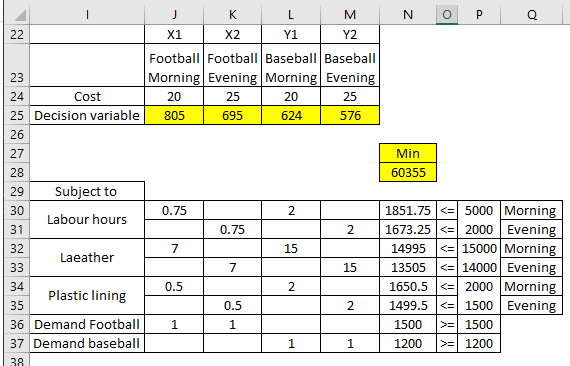 I J K L M N O P Q
22 X1 X2 Y1 Y2
Football Football Baseball Baseball
23 Morning Evening Morning Evening
24 Cost 20 25 20 25
25 Decision variable 805 695 624 576
26
27 Min
28 60355
29 Subject to
30 Labour hours 0.75 2 1851.75 <= 5000 Morning
31 0.75 2 1673.25 <= 2000 Evening
32 Laeather 7 15 14995 <= 15000 Morning
33 7 15 13505 <= 14000 Evening
34 Plastic lining 0.5 2 1650.5 <= 2000 Morning
35 0.5 2 1499.5 <= 1500 Evening
36 Demand Football 1 1 1500 >= 1500
37 Demand baseball 1 1 1200 >= 1200
38